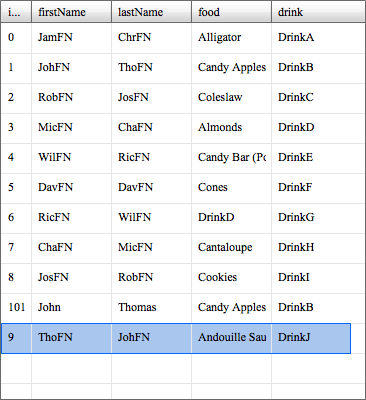 i... firstName lastName food drink
0 JamFN ChrFN Alligator DrinkA
1 JohFN ThoFN Candy Apples DrinkB
2 RobFN JosFN Coleslaw DrinkC
3 MicFN ChaFN Almonds DrinkD
4 WilFN RicFN Candy Bar (Po DrinkE
5 DavFN DavFN Cones DrinkF
6 RicFN WilFN DrinkD DrinkG
7 ChaFN MicFN Cantaloupe DrinkH
8 JosFN RobFN Cookies DrinkI
101 John Thomas Candy Apples DrinkB
9 ThoFN JohFN Andouille Sau DrinkJ